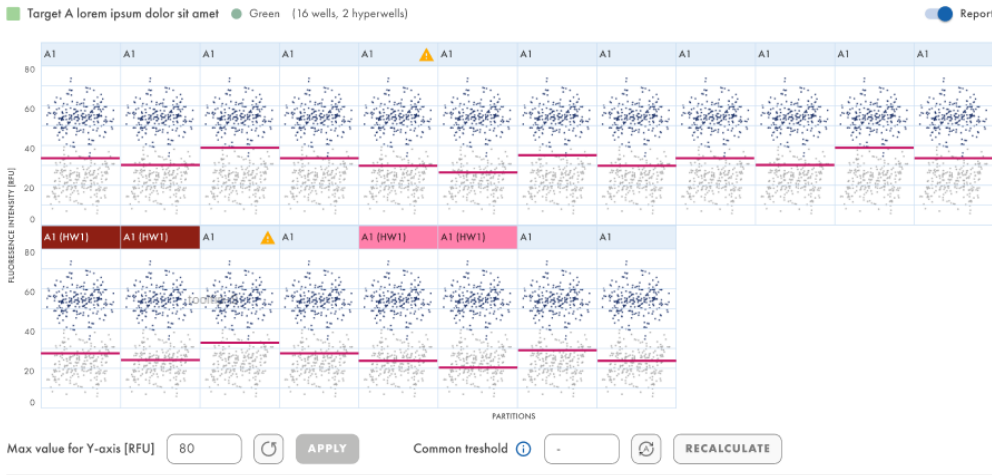 Target A lorem ipsum dolor sit amet Green (16 wells, 2 hyperwells) Report
A1 A1 A1 A1 A1 A1 A1 A1 A1 A1 A1 A1
80
60
40
20
0
FLUORESENCE INTENSITY [RFU]
A1 (HW1) A1 (HW1) A1 A1 A1 (HW1) A1 (HW1) A1 A1
80
60
40
20
0
PARTITIONS
Max value for Y-axis [RFU] 80 APPLY Common treshold - A RECALCULATE